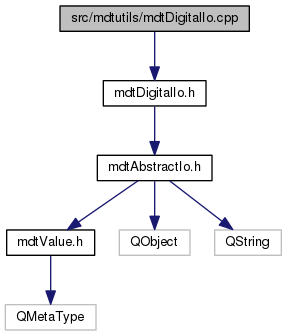 src/mdtutils/mdtDigitalIo.cpp
mdtDigitalIo.h
mdtAbstractIo.h
mdtValue.h
QObject
QString
QMetaType